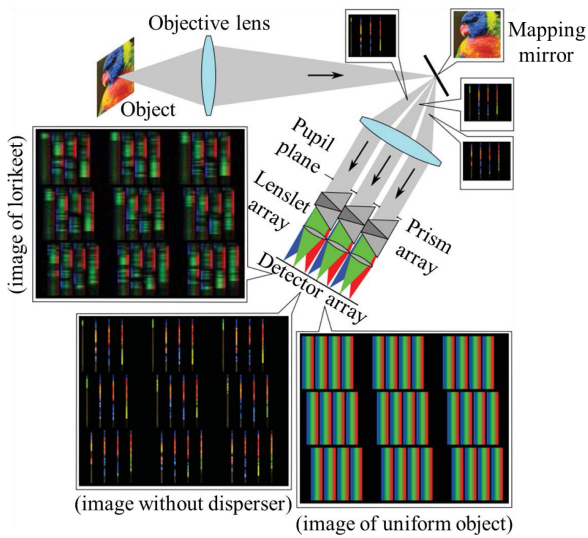 Objective lens
Mapping
mirror
Object
Pupil
plane
Lenslet
array
Prism
array
Detector array
(image of lorikeet)
(image without disperser)
(image of uniform object)